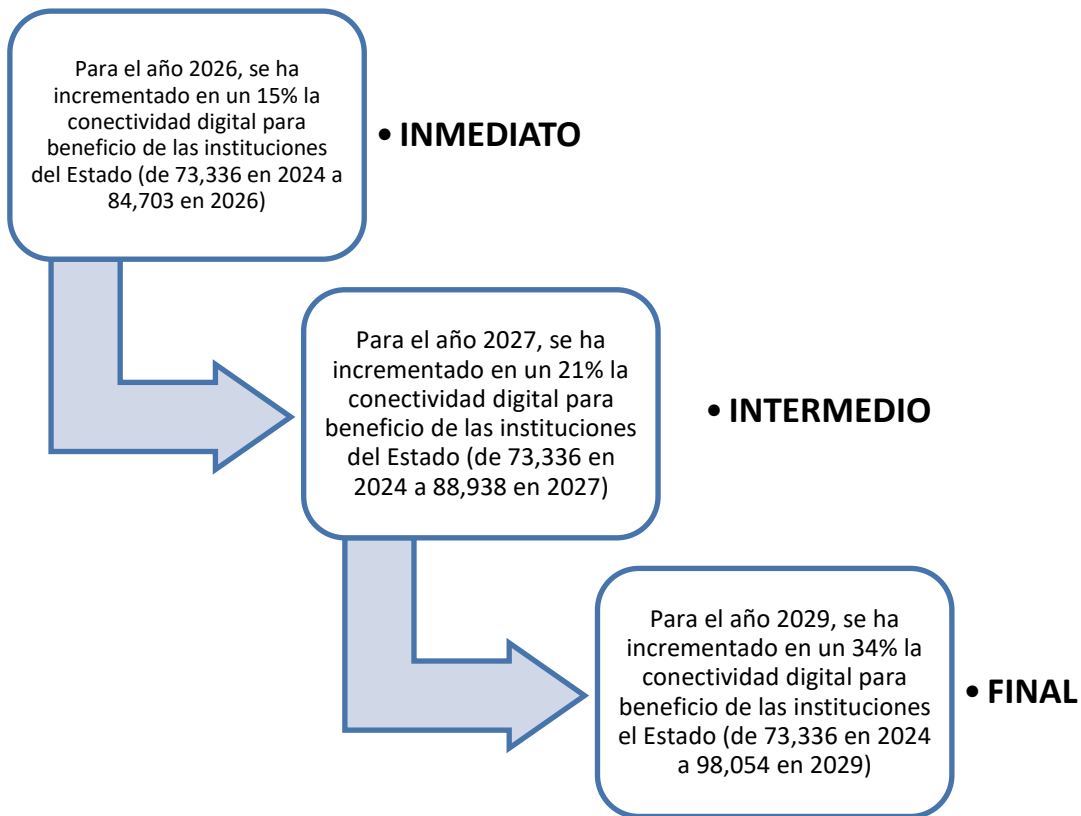 Para el año 2026, se ha
incrementado en un 15% la
conectividad digital para
beneficio de las instituciones
del Estado (de 73,336 en 2024 a
84,703 en 2026)
• INMEDIATO
Para el año 2027, se ha
incrementado en un 21% la
conectividad digital para
beneficio de las instituciones
del Estado (de 73,336 en
2024 a 88,938 en 2027)
• INTERMEDIO
Para el año 2029, se ha
incrementado en un 34% la
conectividad digital para
beneficio de las instituciones
el Estado (de 73,336 en 2024
a 98,054 en 2029)
• FINAL